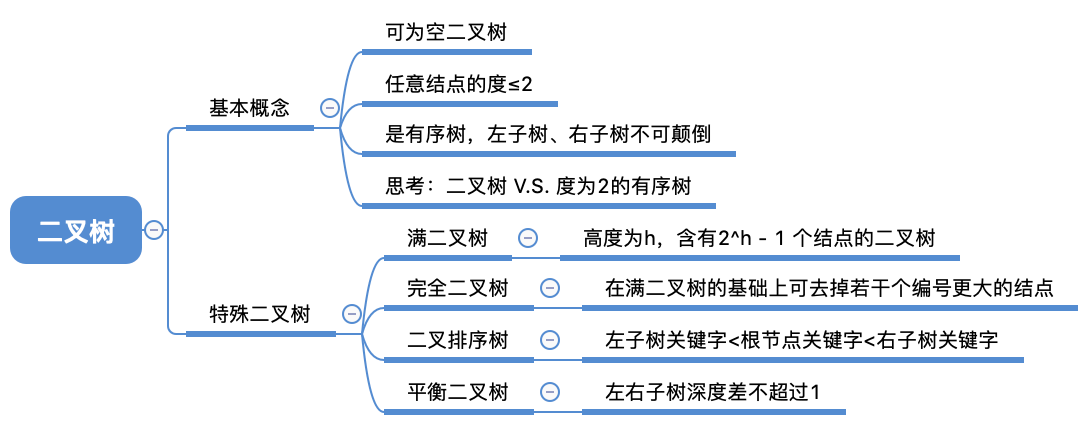 二叉树
基本概念
可为空二叉树
任意结点的度≤2
是有序树，左子树、右子树不可颠倒
思考：二叉树 V.S. 度为2的有序树
特殊二叉树
满二叉树
高度为h，含有2^h - 1 个结点的二叉树
完全二叉树
在满二叉树的基础上可去掉若干个编号更大的结点
二叉排序树
左子树关键字<根节点关键字<右子树关键字
平衡二叉树
左右子树深度差不超过1